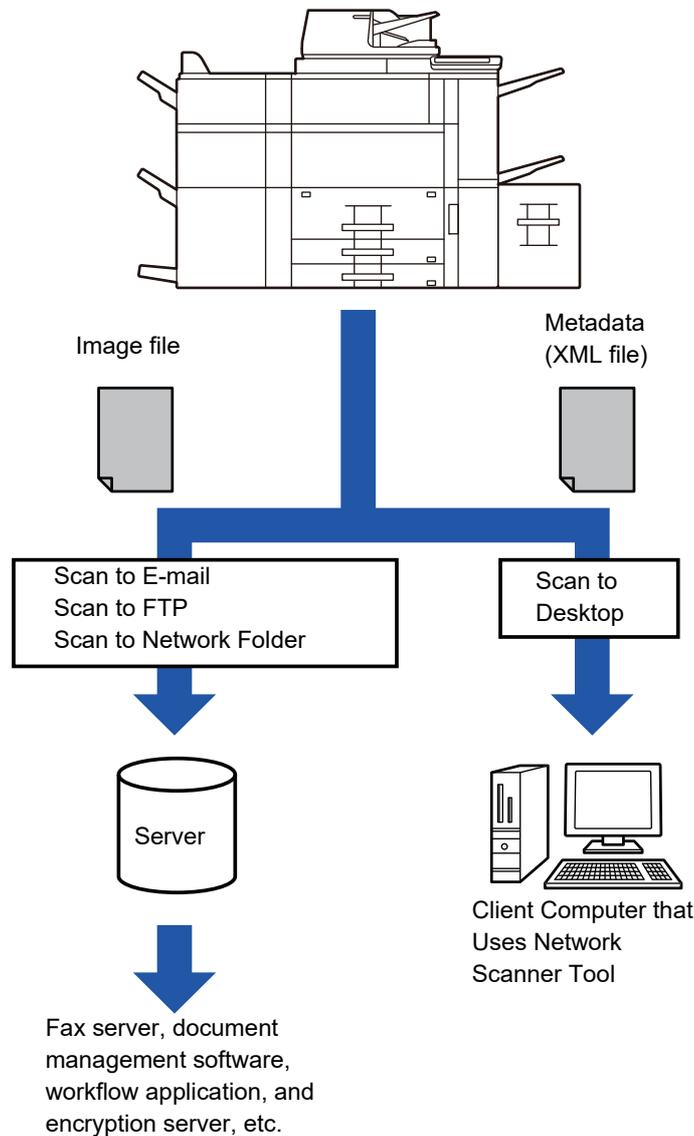 Image file
Metadata
(XML file)
Scan to E-mail
Scan to FTP
Scan to Network Folder
Scan to
Desktop
Server
Client Computer that
Uses Network
Scanner Tool
Fax server, document
management software,
workflow application, and
encryption server, etc.